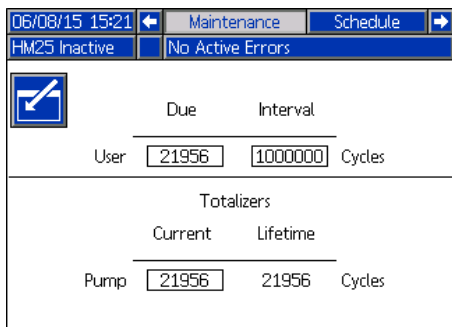 06/08/15 15:21 Maintenance Schedule
HM25 Inactive No Active Errors
Due Interval
User 21956 1000000 Cycles
Totalizers
Current Lifetime
Pump 21956 21956 Cycles